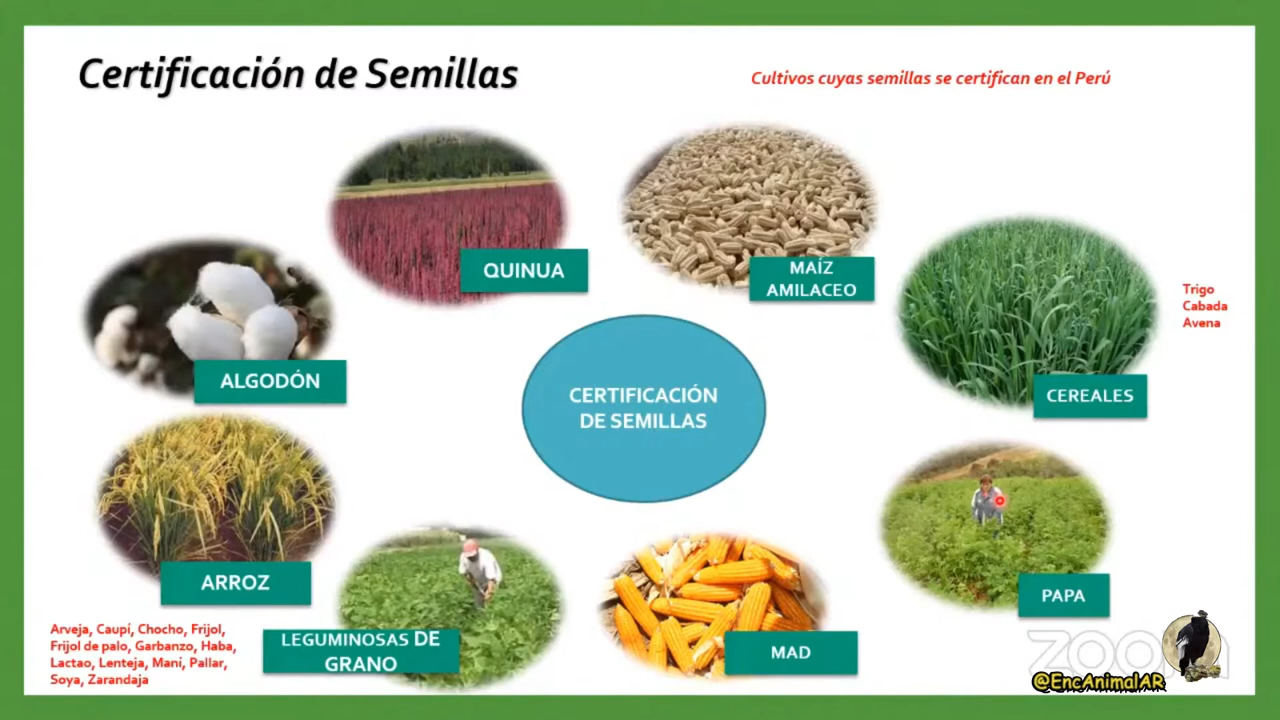 Certificación de Semillas
Cultivos cuyas semillas se certifican en el Perú
QUINUA
MAÍZ
AMILACEO
ALGODÓN
Trigo
Cabada
Avena
CEREALES
CERTIFICACIÓN
DE SEMILLAS
ARROZ
PAPA
Arveja, Caupí, Chocho, Frijol,
Frijol de palo, Garbanzo, Haba,
Lactao, Lenteja, Maní, Pallar,
Soya, Zarandaja
LEGUMINOSAS DE
GRANO
MAD
zoom
@EncAnimalAR